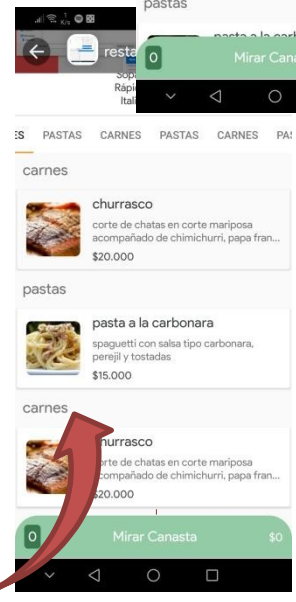 pastas
K/s
resta
0
Mirar Cana
Rápi
Itali
ES PASTAS CARNES PASTAS CARNES PAS
carnes
churrasco
corte de chatas en corte mariposa
acompañado de chimichurri, papa fran...
$20.000
pastas
pasta a la carbonara
spaguetti con salsa tipo carbonara,
perejil y tostadas
$15.000
carnes
hurrasco
orte de chatas en corte mariposa
compañado de chimichurri, papa fran...
20.000
0
Mirar Canasta
$0